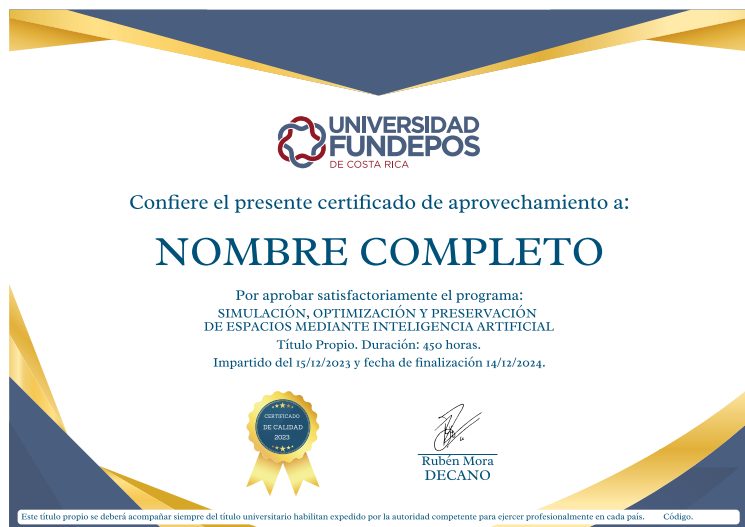 UNIVERSIDAD
FUNDEPOS
DE COSTA RICA
Confiere el presente certificado de aprovechamiento a:
NOMBRE COMPLETO
Por aprobar satisfactoriamente el programa:
SIMULACIÓN, OPTIMIZACIÓN Y PRESERVACIÓN
DE ESPACIOS MEDIANTE INTELIGENCIA ARTIFICIAL
Título Propio. Duración: 450 horas.
Impartido del 15/12/2023 y fecha de finalización 14/12/2024.
CERTIFICADO
DE CALIDAD
2023
Rubén Mora
DECANO
Este título propio se deberá acompañar siempre del título universitario habilitan expedido por la autoridad competente para ejercer profesionalmente en cada país. Código.